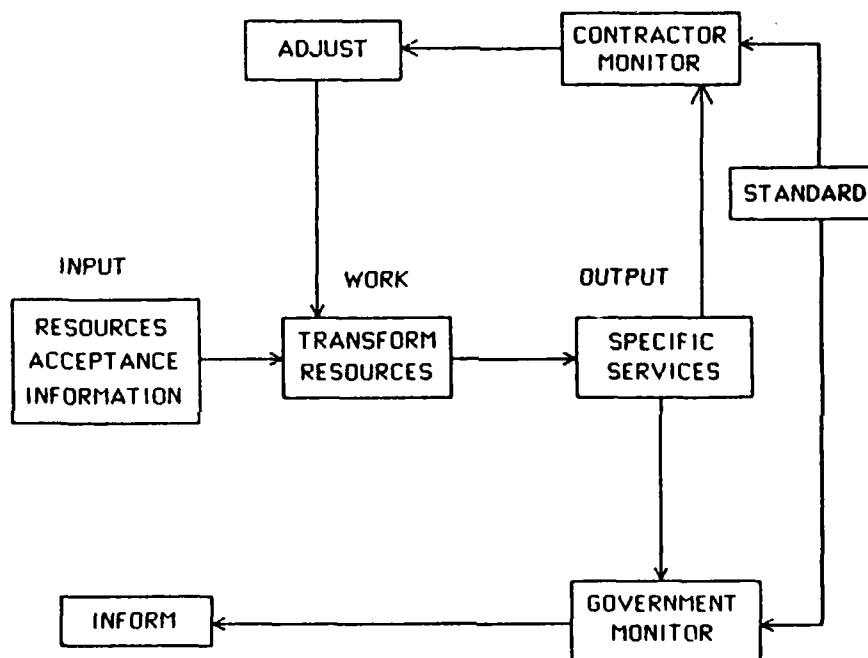 ADJUST
CONTRACTOR
MONITOR
STANDARD
INPUT
WORK
OUTPUT
RESOURCES
ACCEPTANCE
INFORMATION
TRANSFORM
RESOURCES
SPECIFIC
SERVICES
INFORM
GOVERNMENT
MONITOR